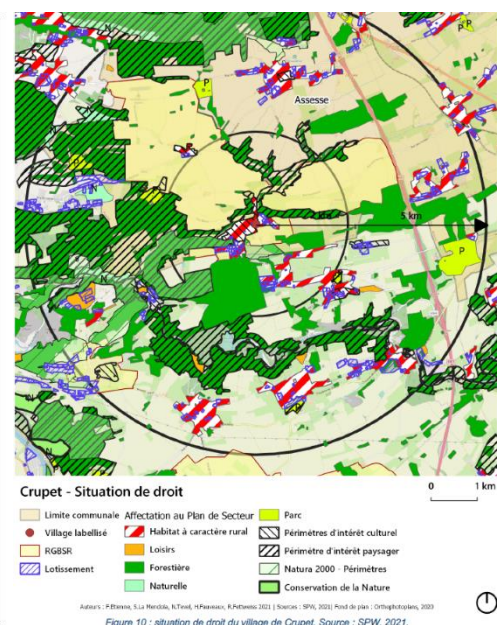 P
P
P
N
Assesse
N
5 km
P
N
Crupet - Situation de droit
0
1 km
Limite communale
Affectation au Plan de Secteur
Parc
Village labellisé
Habitat à caractère rural
Périmètres d'intérêt culturel
RGBSR
Loisirs
Périmètre d'intérêt paysager
Lotissement
Forestière
Natura 2000 - Périmètres
Naturelle
Conservation de la Nature
Auteurs : F.Etienne, S.La Mendola, N.Tevel, H.Fauveaux, R.Fettweiss 2021 | Sources : SPW, 2021| Fond de plan : Orthophotoplans, 2023
Figure 10 : situation de droit du village de Crupet. Source : SPW, 2021.